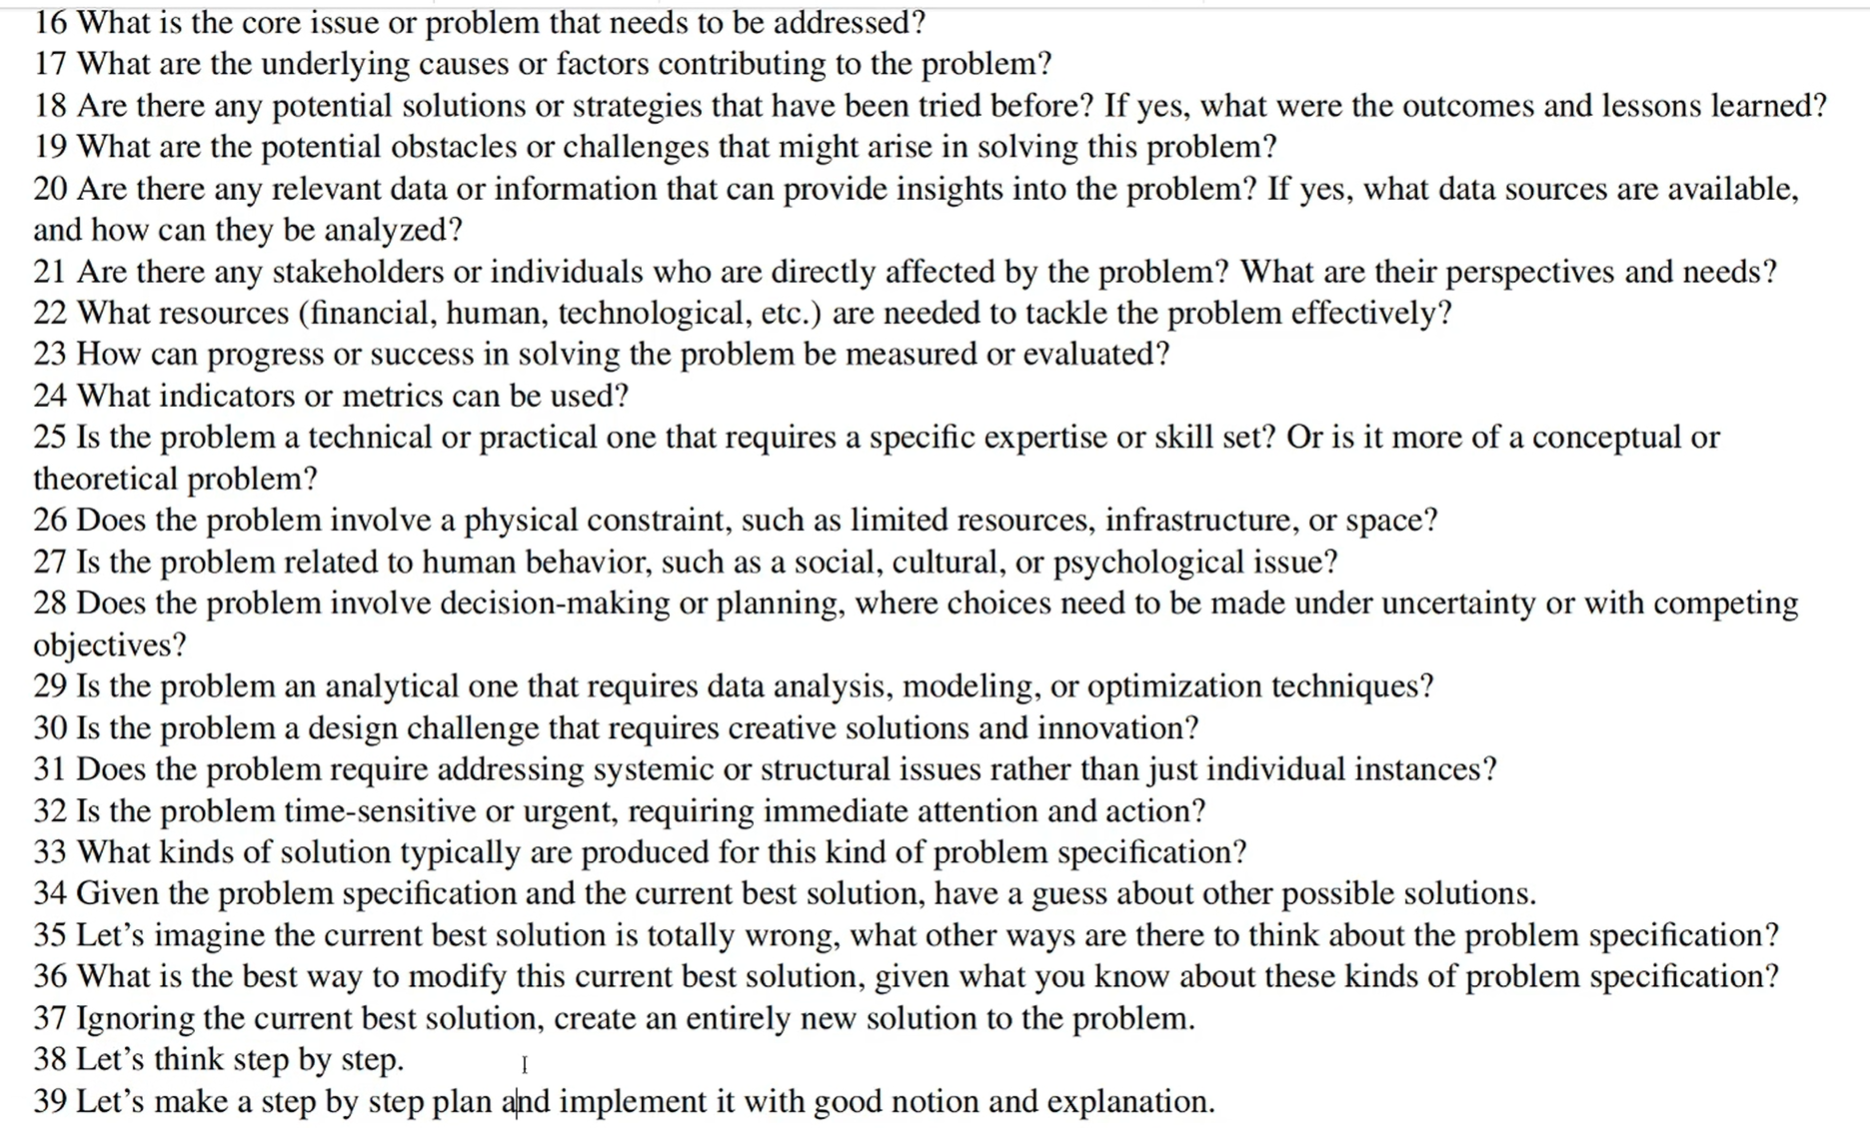 16 What is the core issue or problem that needs to be addressed?
17 What are the underlying causes or factors contributing to the problem?
18 Are there any potential solutions or strategies that have been tried before? If yes, what were the outcomes and lessons learned?
19 What are the potential obstacles or challenges that might arise in solving this problem?
20 Are there any relevant data or information that can provide insights into the problem? If yes, what data sources are available,
and how can they be analyzed?
21 Are there any stakeholders or individuals who are directly affected by the problem? What are their perspectives and needs?
22 What resources (financial, human, technological, etc.) are needed to tackle the problem effectively?
23 How can progress or success in solving the problem be measured or evaluated?
24 What indicators or metrics can be used?
25 Is the problem a technical or practical one that requires a specific expertise or skill set? Or is it more of a conceptual or
theoretical problem?
26 Does the problem involve a physical constraint, such as limited resources, infrastructure, or space?
27 Is the problem related to human behavior, such as a social, cultural, or psychological issue?
28 Does the problem involve decision-making or planning, where choices need to be made under uncertainty or with competing
objectives?
29 Is the problem an analytical one that requires data analysis, modeling, or optimization techniques?
30 Is the problem a design challenge that requires creative solutions and innovation?
31 Does the problem require addressing systemic or structural issues rather than just individual instances?
32 Is the problem time-sensitive or urgent, requiring immediate attention and action?
33 What kinds of solution typically are produced for this kind of problem specification?
34 Given the problem specification and the current best solution, have a guess about other possible solutions.
35 Let’s imagine the current best solution is totally wrong, what other ways are there to think about the problem specification?
36 What is the best way to modify this current best solution, given what you know about these kinds of problem specification?
37 Ignoring the current best solution, create an entirely new solution to the problem.
38 Let’s think step by step.
39 Let’s make a step by step plan and implement it with good notion and explanation.